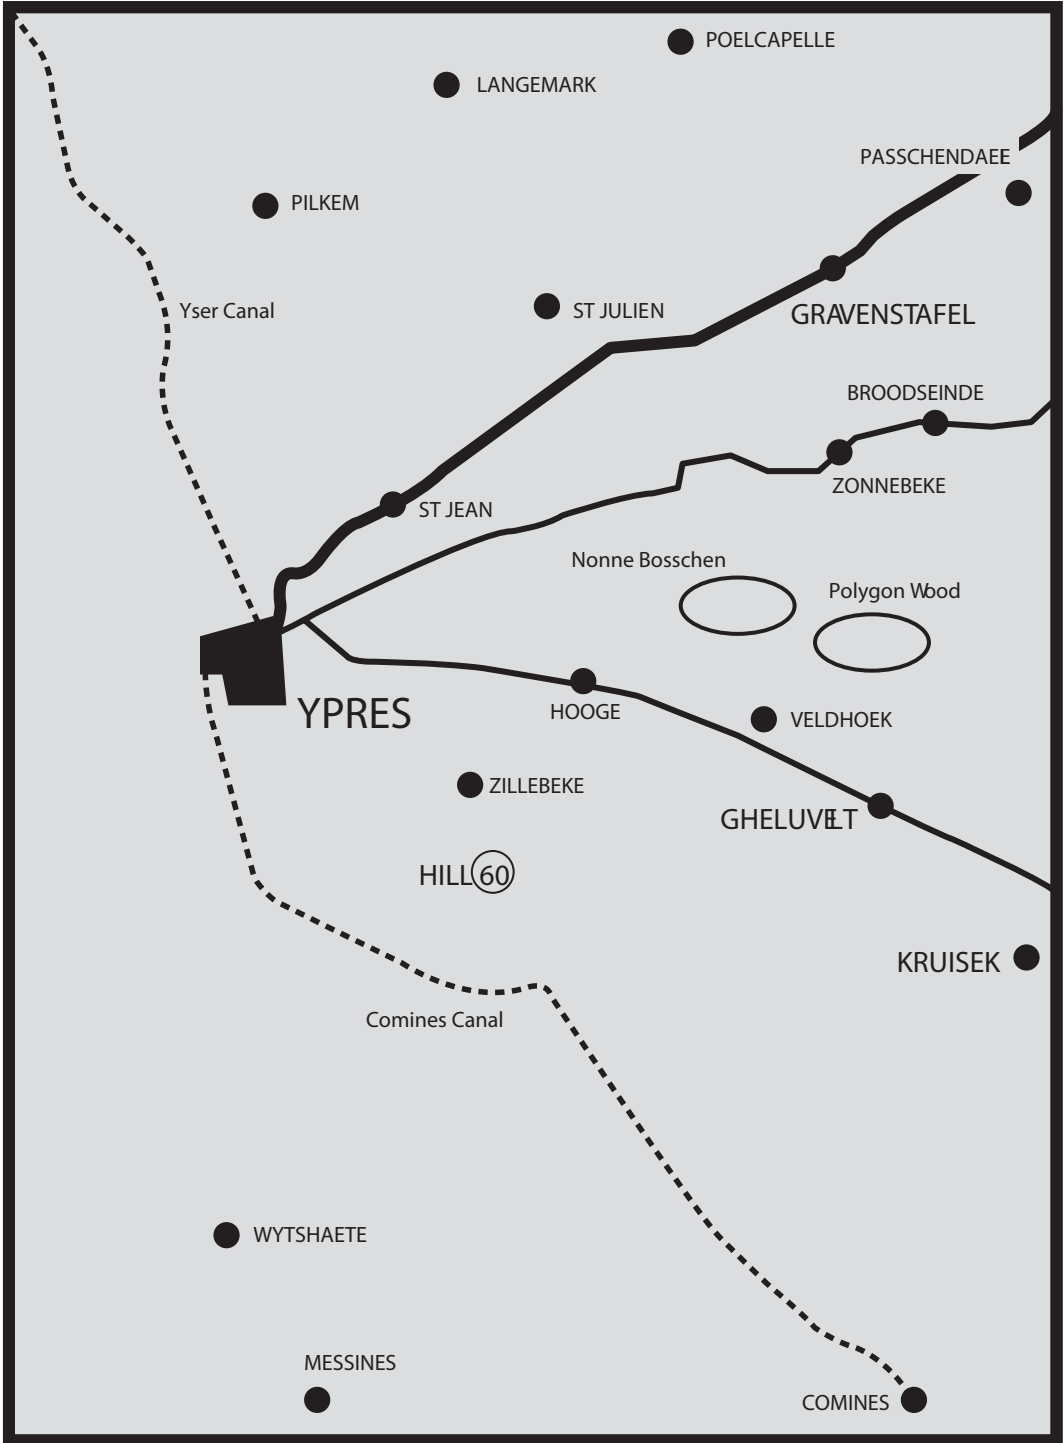 POELCAPELLE
LANGEMARK
PASSCHENDAEE
PILKEM
Yser Canal
ST JULIEN
GRAVENSTAFEL
BROODSEINDE
ZONNEBEKE
ST JEAN
Nonne Bosschen
Polygon Wood
YPRES
HOOGE
VELDHOEK
ZILLEBEKE
GHELUVELT
HILL 60
KRUISEK
Comines Canal
WYTSHAETE
MESSINES
COMINES